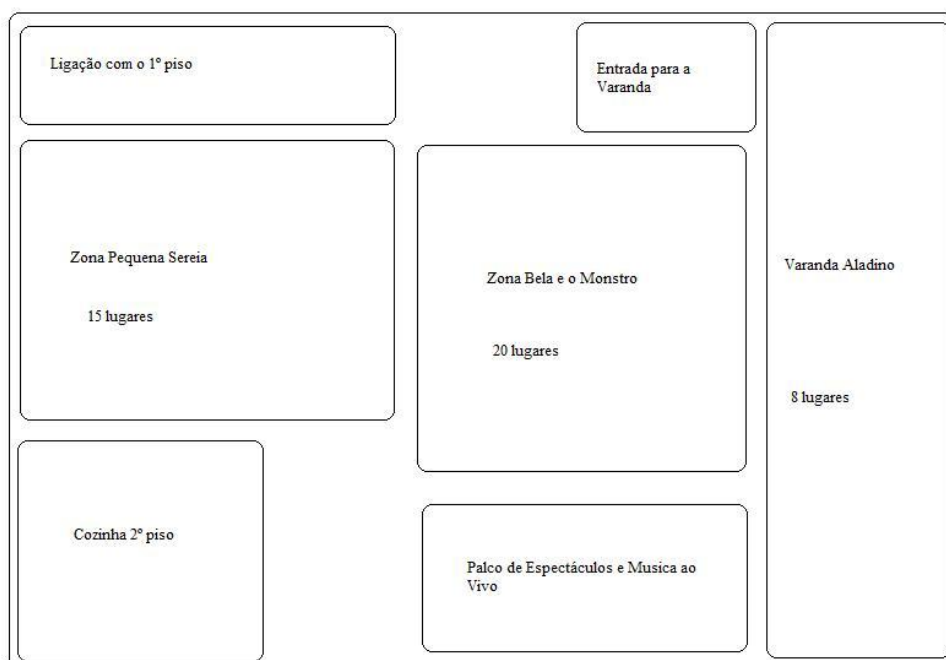 Ligação com o 1º piso
Entrada para a
Varanda
Zona Pequena Sereia
15 lugares
Zona Bela e o Monstro
20 lugares
Varanda Aladino
8 lugares
Cozinha 2º piso
Palco de Espectáculos e Musica ao
Vivo